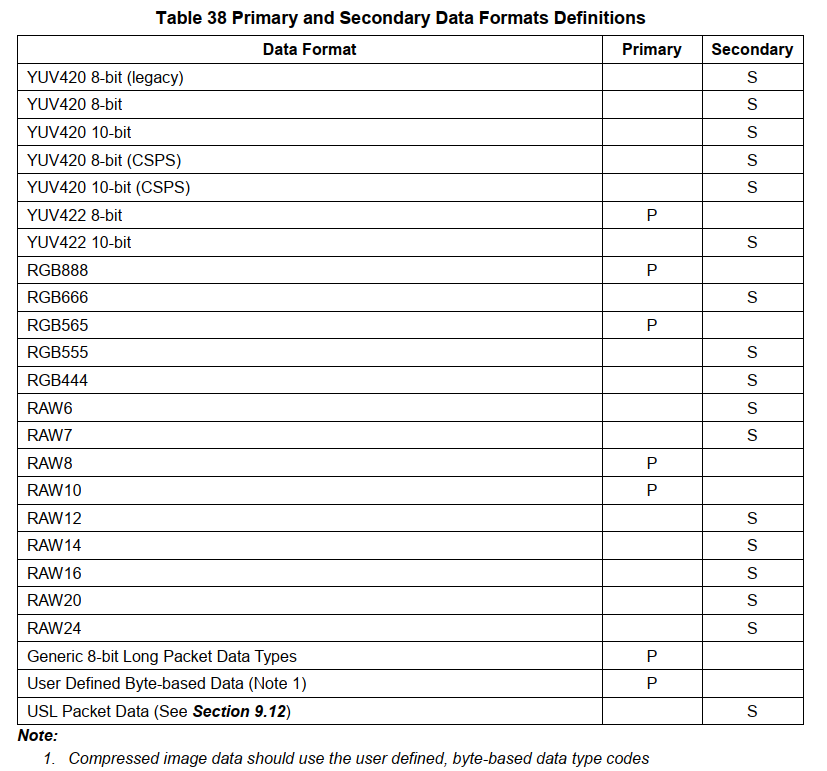 Table 38 Primary and Secondary Data Formats Definitions
Data Format Primary Secondary
YUV420 8-bit (legacy) S
YUV420 8-bit S
YUV420 10-bit S
YUV420 8-bit (CSPS) S
YUV420 10-bit (CSPS) S
YUV422 8-bit P
YUV422 10-bit S
RGB888 P
RGB666 S
RGB565 P
RGB555 S
RGB444 S
RAW6 S
RAW7 S
RAW8 P
RAW10 P
RAW12 S
RAW14 S
RAW16 S
RAW20 S
RAW24 S
Generic 8-bit Long Packet Data Types P
User Defined Byte-based Data (Note 1) P
USL Packet Data (See Section 9.12) S
Note:
1. Compressed image data should use the user defined, byte-based data type codes